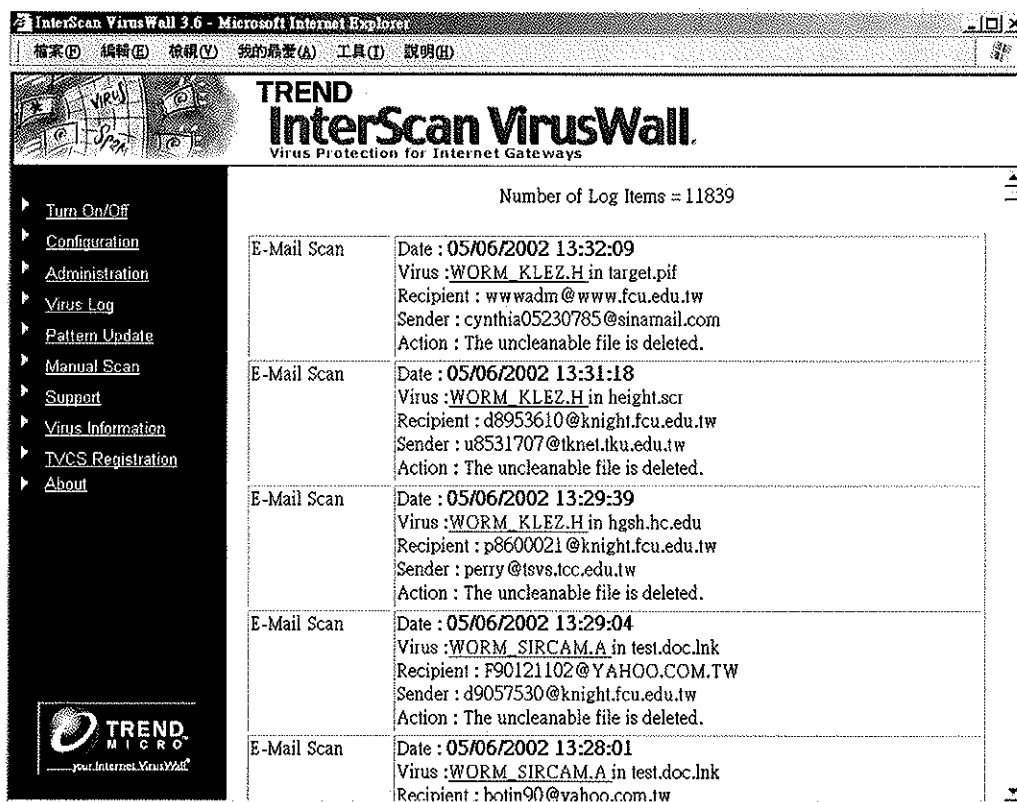 InterScan VirusWall 3.6 - Microsoft Internet Explorer
檔案(F) 編輯(E) 檢視(V) 我的最愛(A) 工具(T) 說明(H)
VIRUS
Spam
TREND
InterScan VirusWall.
Virus Protection for Internet Gateways
Turn On/Off
Configuration
Administration
Virus Log
Pattern Update
Manual Scan
Support
Virus Information
TVCS Registration
About
TREND
MICRO
your Internet VirusWall
Number of Log Items = 11839
E-Mail Scan
Date : 05/06/2002 13:32:09
Virus :WORM_KLEZ.H in target.pif
Recipient : wwwadm@www.fcu.edu.tw
Sender : cynthia05230785@sinamail.com
Action : The uncleanable file is deleted.
E-Mail Scan
Date : 05/06/2002 13:31:18
Virus :WORM_KLEZ.H in height.scr
Recipient : d8953610@knight.fcu.edu.tw
Sender : u8531707@tknet.tku.edu.tw
Action : The uncleanable file is deleted.
E-Mail Scan
Date : 05/06/2002 13:29:39
Virus :WORM_KLEZ.H in hgsh.hc.edu
Recipient : p8600021@knight.fcu.edu.tw
Sender : perry@tsvs.tcc.edu.tw
Action : The uncleanable file is deleted.
E-Mail Scan
Date : 05/06/2002 13:29:04
Virus :WORM_SIRCAM.A in test.doc.lnk
Recipient : F90121102@YAHOO.COM.TW
Sender : d9057530@knight.fcu.edu.tw
Action : The uncleanable file is deleted.
E-Mail Scan
Date : 05/06/2002 13:28:01
Virus :WORM_SIRCAM.A in test.doc.lnk
Recipient : botin90@yahoo.com.tw